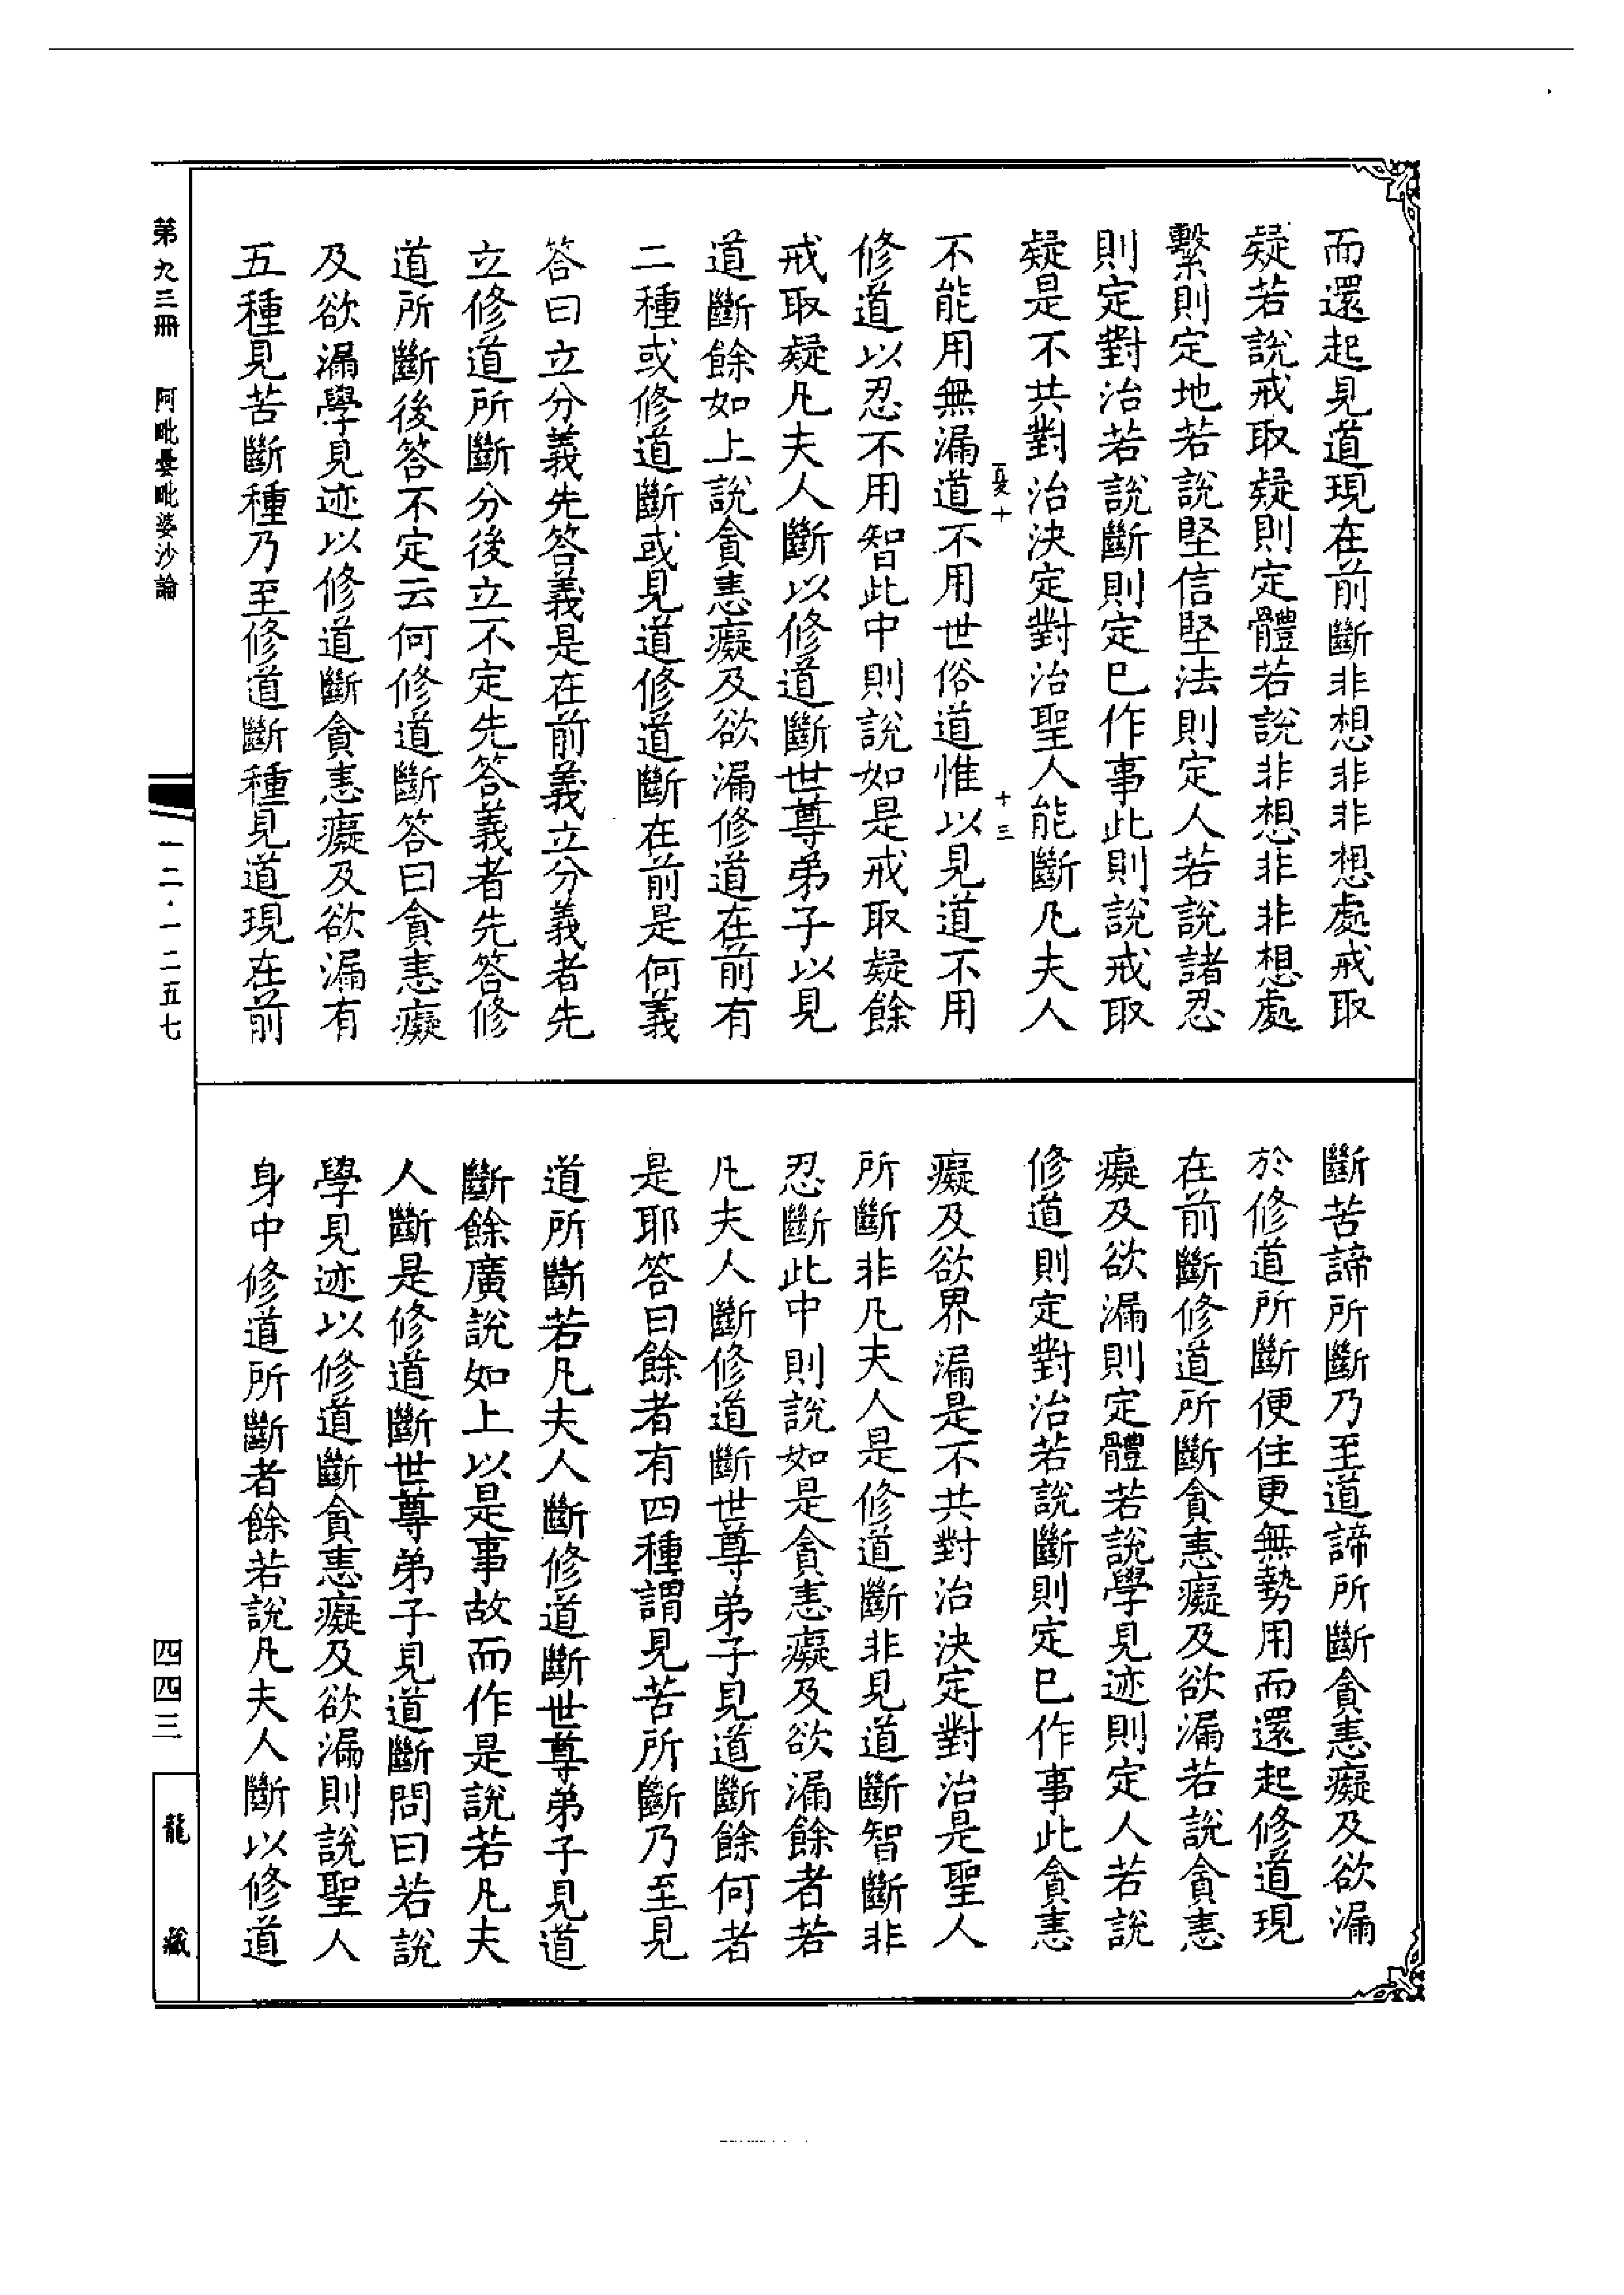 而還起見道現在前斷非想非非想處戒取
疑若說戒取疑則定體若說非想非非想處
繫則定地若說堅信堅法則定人若說諸忍
則定對治若說斷則定已作事此則說戒取
疑是不共對治決定對治聖人能斷凡夫人
憂十
十三
不能用無漏道不用世俗道惟以見道不用
修道以忍不用智此中則說如是戒取疑餘
戒取疑凡夫人斷以修道斷世尊弟子以見
道斷餘如上說貪恚癡及欲漏修道在前有
二種或修道斷或見道修道斷在前是何義
答曰立分義先答義是在前義立分義者先
立修道所斷分後立不定先答義者先答修
道所斷後答不定云何修道斷答曰貪恚癡
及欲漏學見迹以修道斷貪恚癡及欲漏有
五種見苦斷種乃至修道斷種見道現在前
斷苦諦所斷乃至道諦所斷貪恚癡及欲漏
於修道所斷便住更無勢用而還起修道現
在前斷修道所斷貪恚癡及欲漏若說貪恚
癡及欲漏則定體若說學見迹則定人若說
修道則定對治若說斷則定已作事此貪恚
癡及欲界漏是不共對治決定對治是聖人
所斷非凡夫人是修道斷非見道斷智斷非
忍斷此中則說如是貪恚癡及欲漏餘者若
凡夫人斷修道斷世尊弟子見道斷餘何者
是耶答曰餘者有四種謂見苦所斷乃至見
道所斷若凡夫人斷修道斷世尊弟子見道
斷餘廣說如上以是事故而作是說若凡夫
人斷是修道斷世尊弟子見道斷問曰若說
學見迹以修道斷貪恚癡及欲漏則說聖人
身中修道所斷者餘若說凡夫人斷以修道
第九三冊 阿毗曇毗婆沙論
一二·一二五七
四四三
龍藏